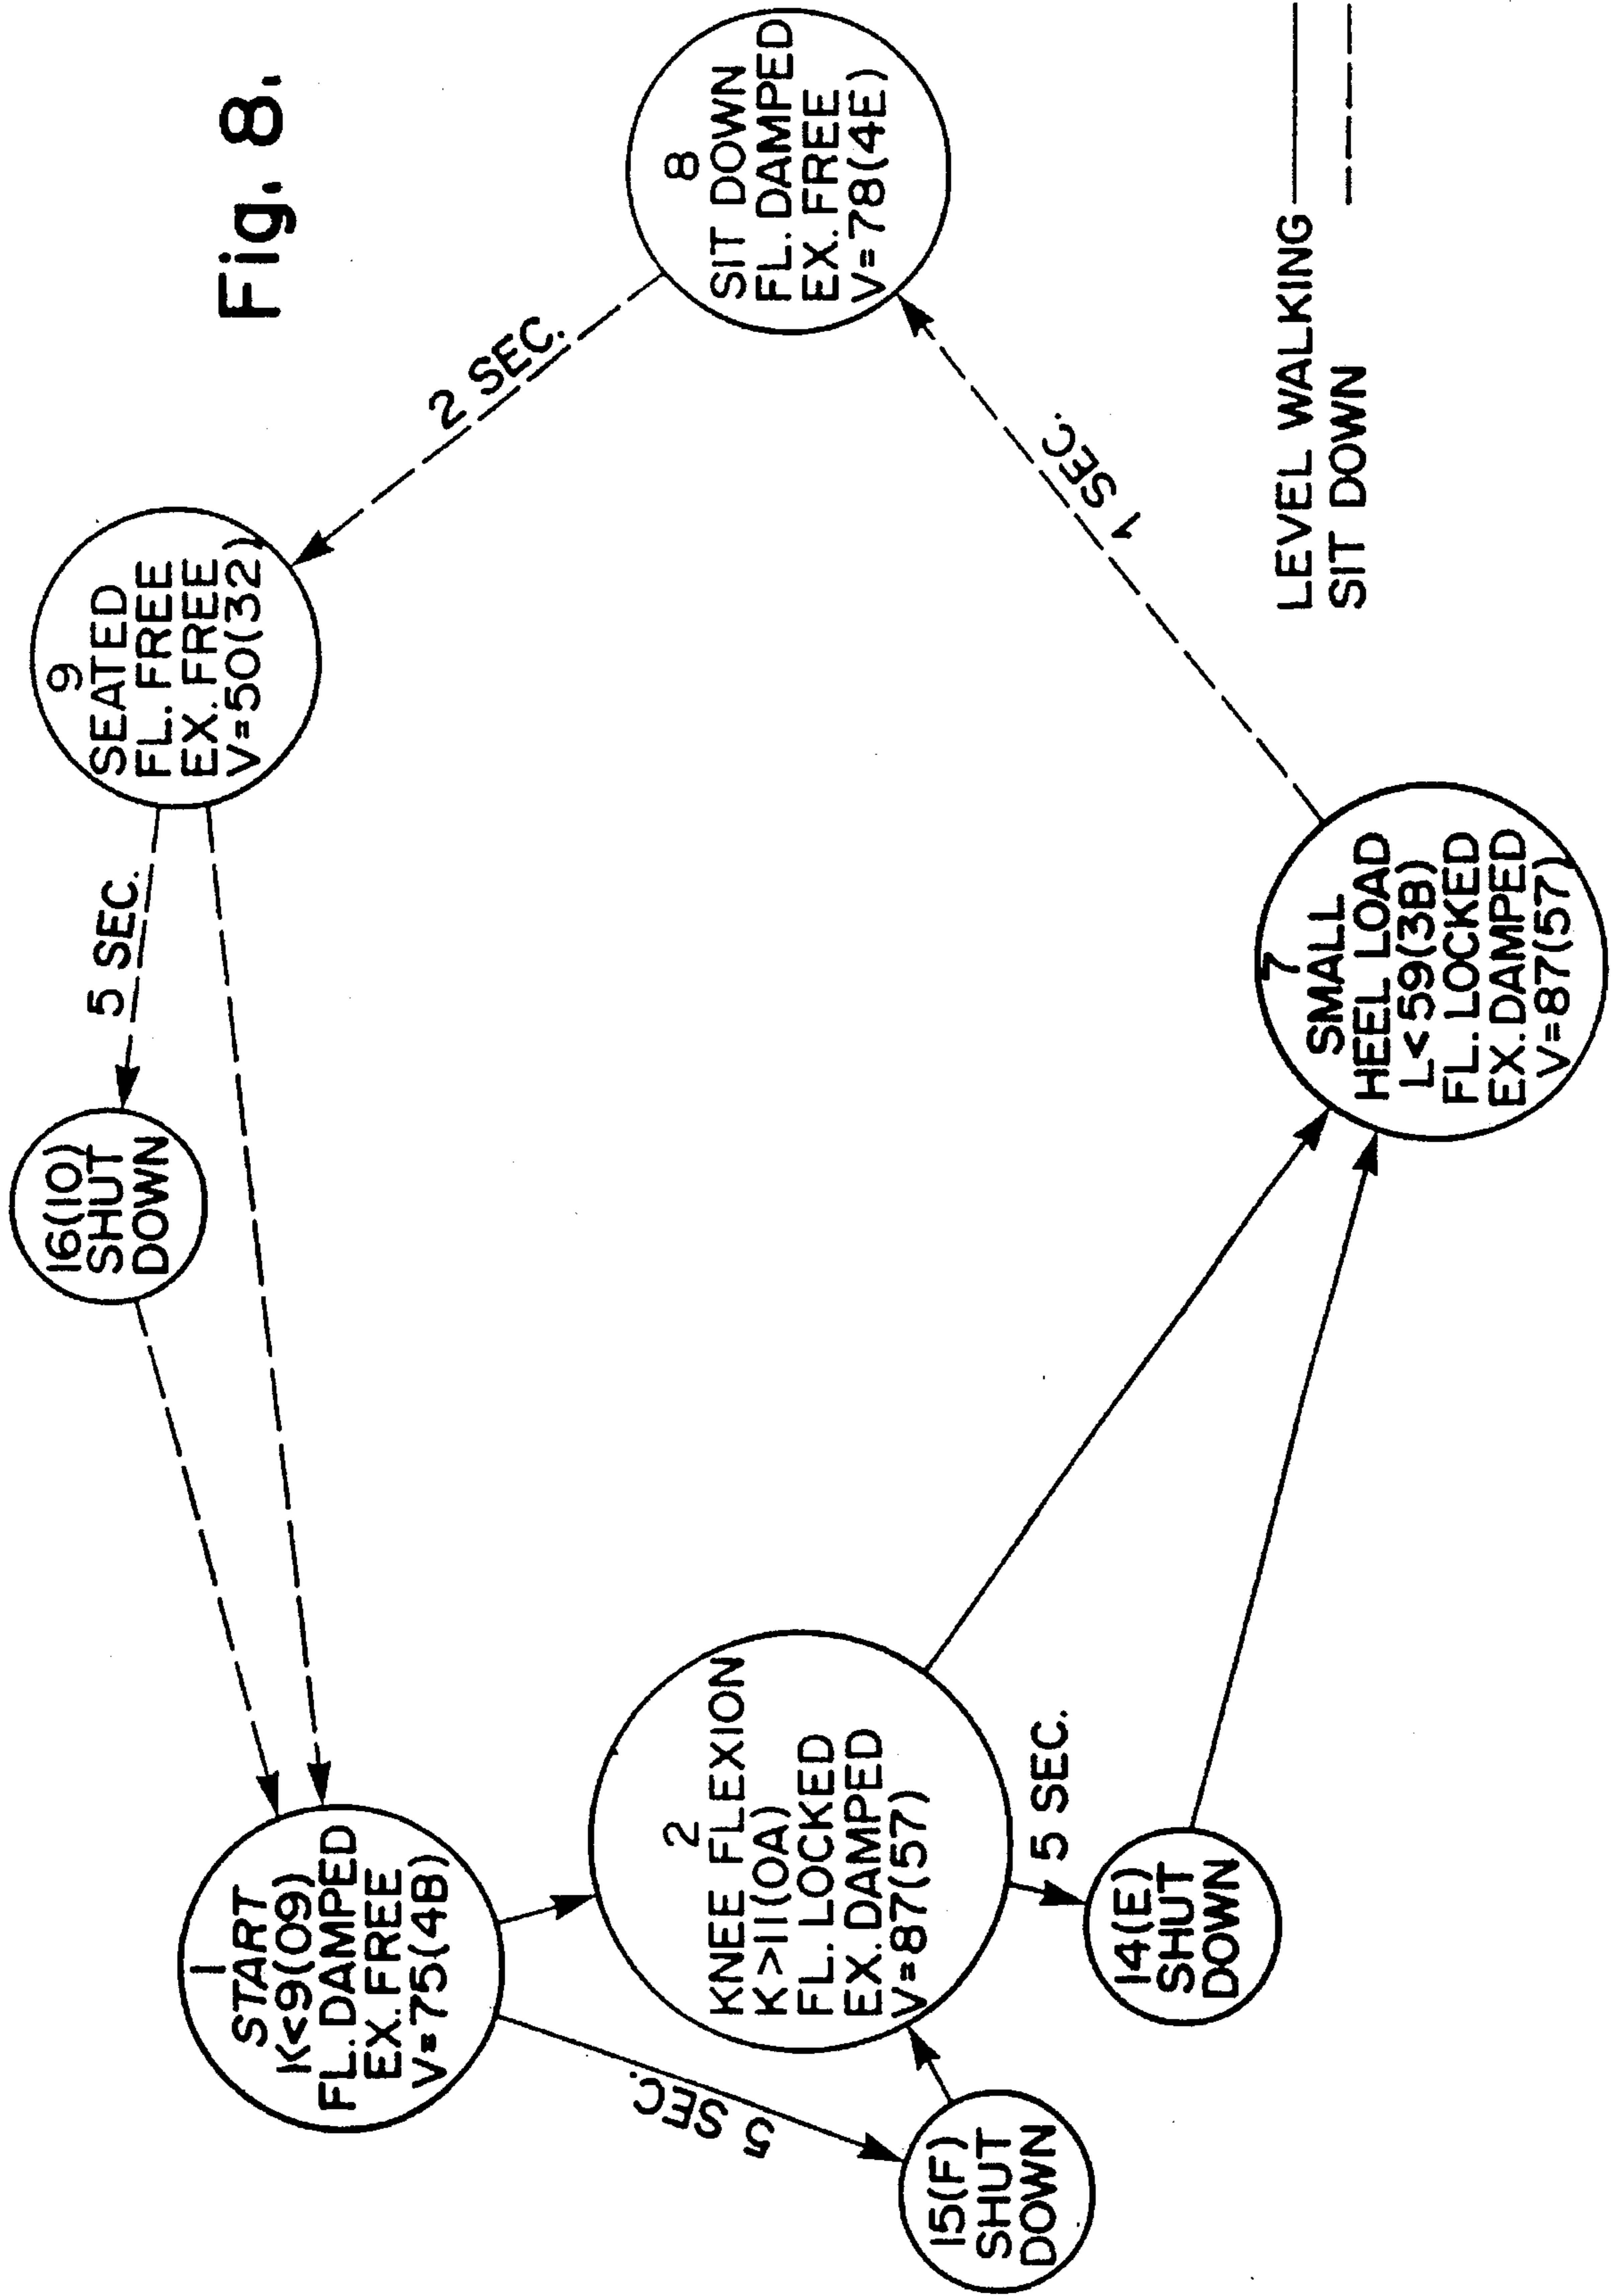 Fig. 8.
1
START
K<9(09)
FL.DAMPED
EX.FREE
V=75(4B)
16(10)
SHUT
DOWN
5 SEC.
9
SEATED
FL. FREE
EX. FREE
V=50(32)
2 SEC.
8
SIT DOWN
FL. DAMPED
EX. FREE
V=78(4E)
5 SEC.
15(F)
SHUT
DOWN
2
KNEE FLEXION
K>11(0A)
FL. LOCKED
EX. DAMPED
V=87(57)
5 SEC.
14(E)
SHUT
DOWN
7
SMALL
HEEL LOAD
L<59(3B)
FL. LOCKED
EX. DAMPED
V=87(57)
1 SEC.
LEVEL WALKING
SIT DOWN